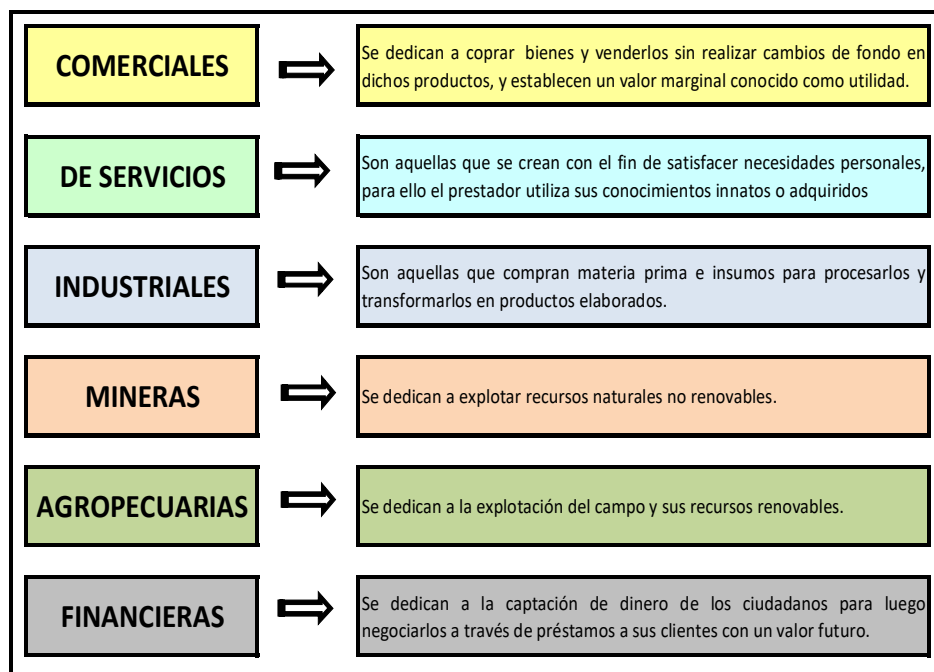 COMERCIALES
Se dedican a coprar bienes y venderlos sin realizar cambios de fondo en
dichos productos, y establecen un valor marginal conocido como utilidad.
DE SERVICIOS
Son aquellas que se crean con el fin de satisfacer necesidades personales,
para ello el prestador utiliza sus conocimientos innatos o adquiridos
INDUSTRIALES
Son aquellas que compran materia prima e insumos para procesarlos y
transformarlos en productos elaborados.
MINERAS
Se dedican a explotar recursos naturales no renovables.
AGROPECUARIAS
Se dedican a la explotación del campo y sus recursos renovables.
FINANCIERAS
Se dedican a la captación de dinero de los ciudadanos para luego
negociarlos a través de préstamos a sus clientes con un valor futuro.